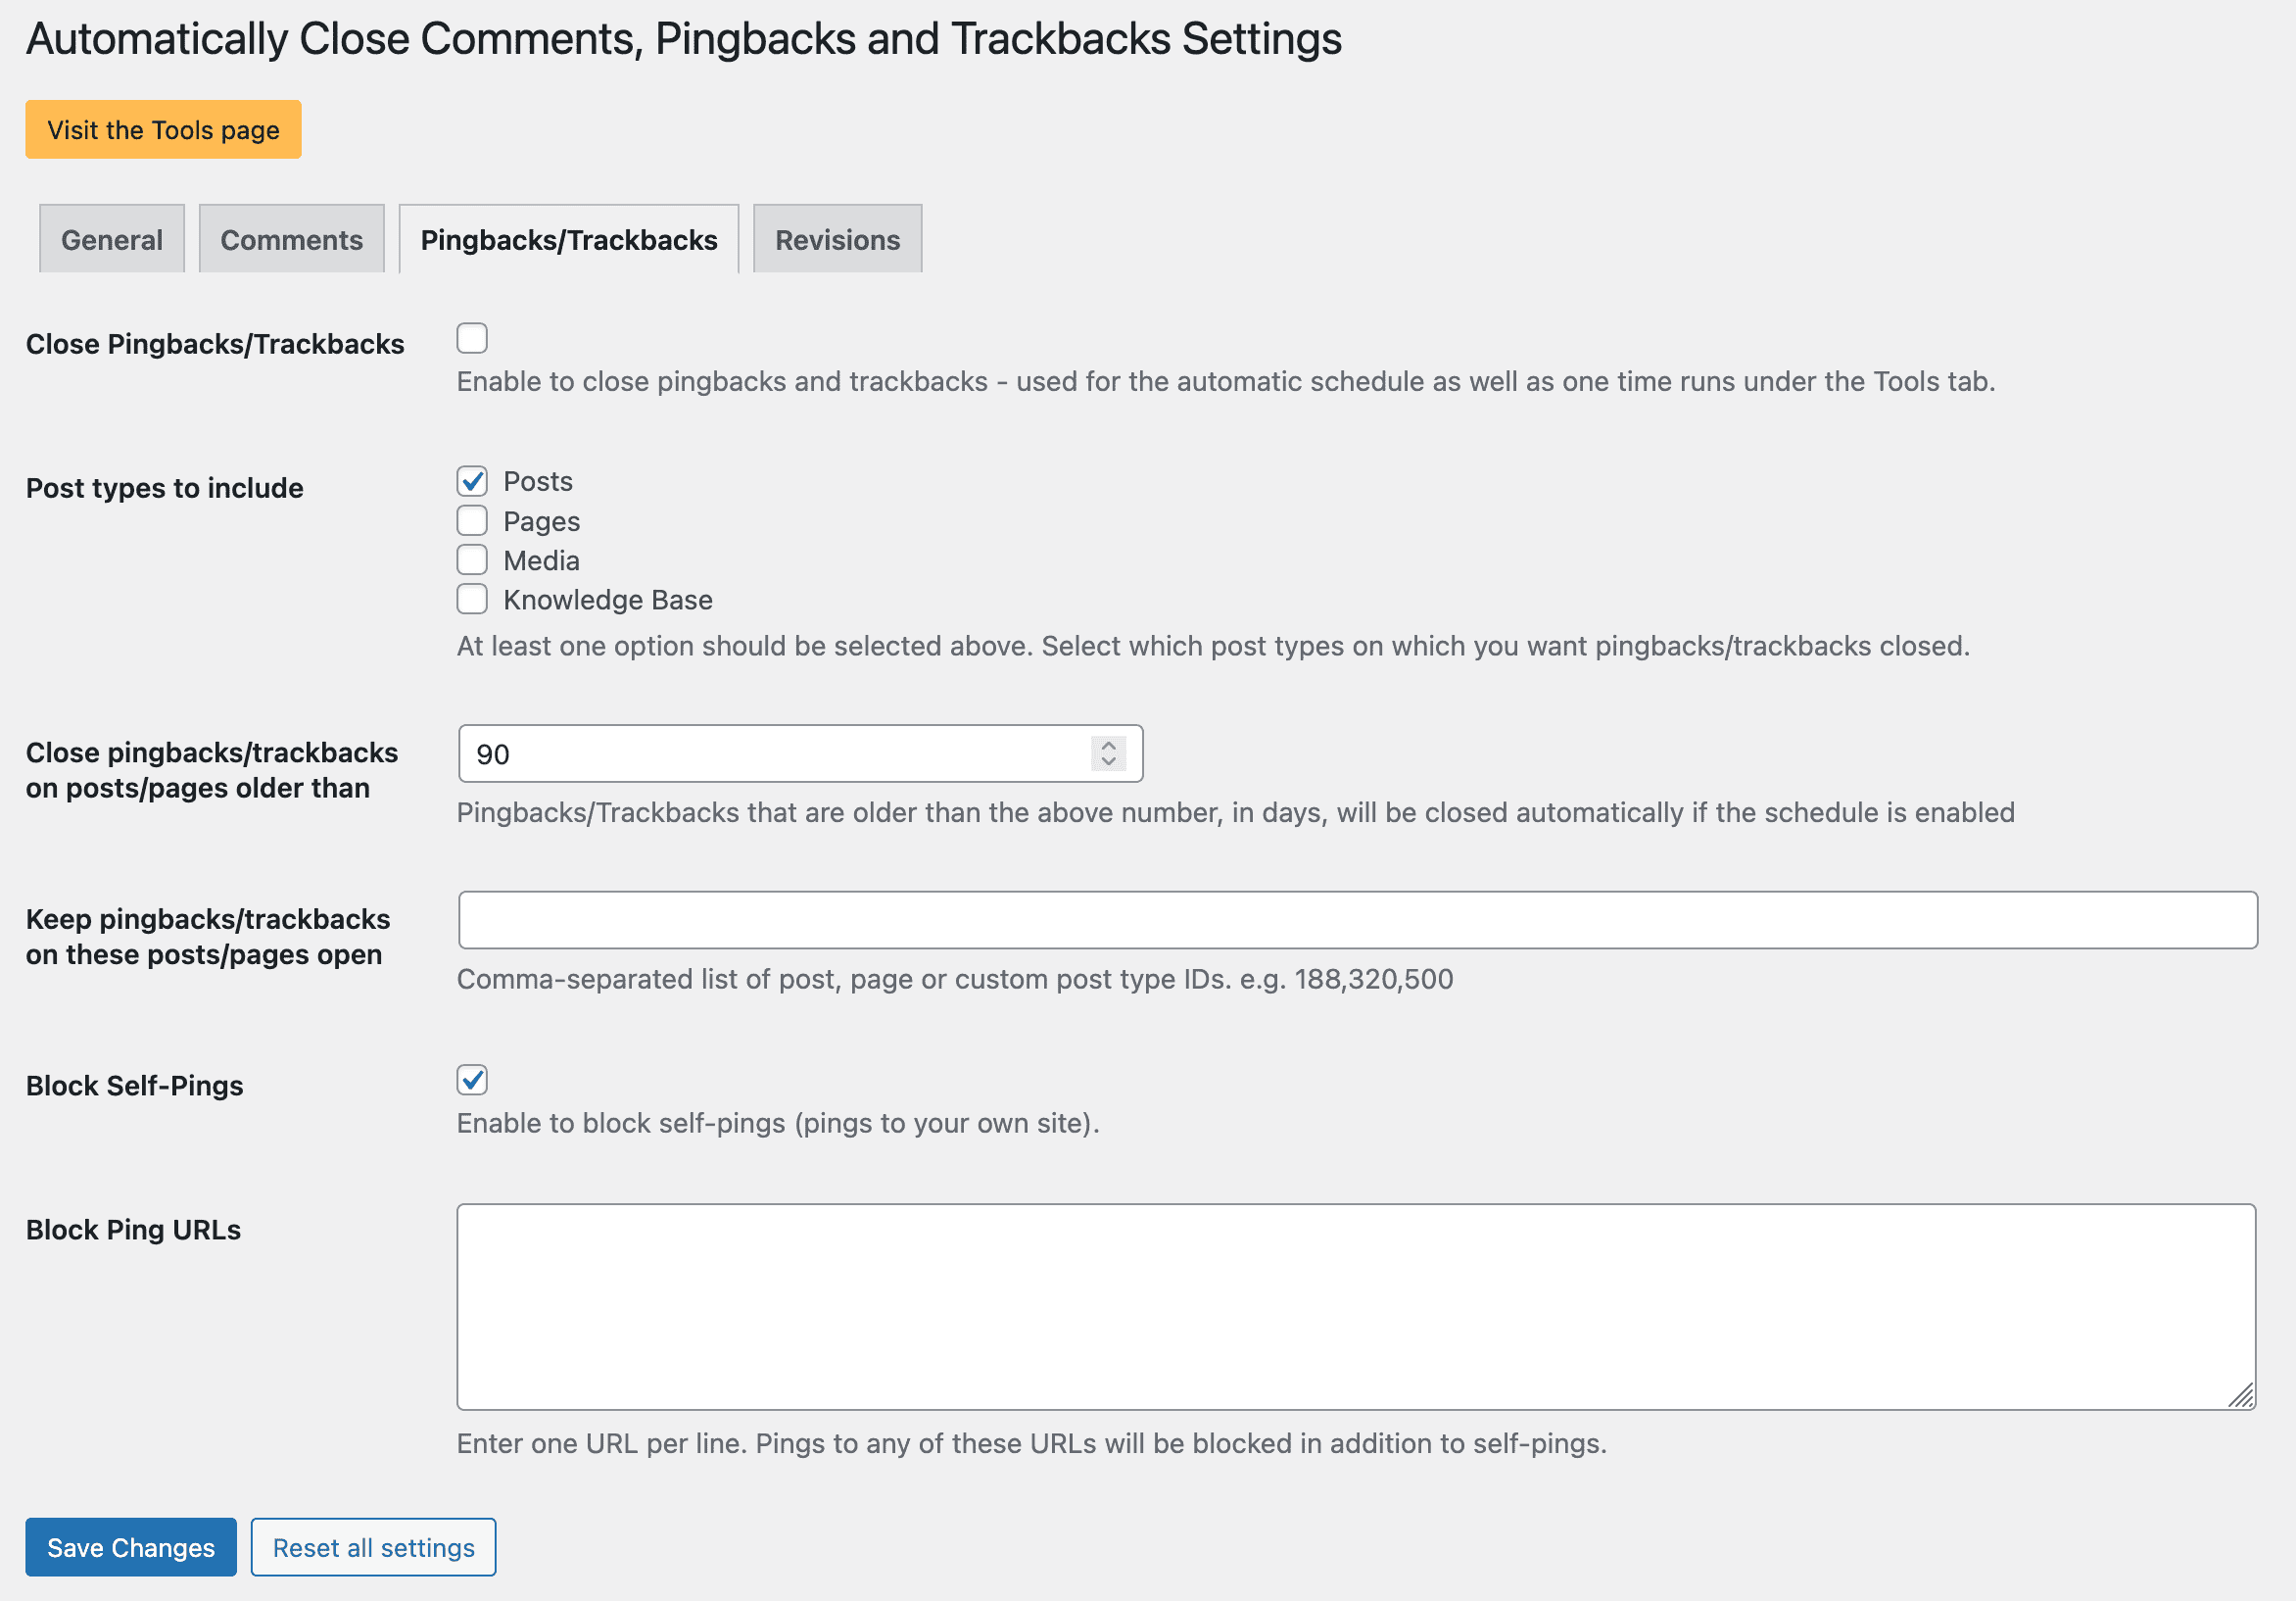 Automatically Close Comments, Pingbacks and Trackbacks Settings
Visit the Tools page
General
Comments
Pingbacks/Trackbacks
Revisions
Close Pingbacks/Trackbacks
Enable to close pingbacks and trackbacks - used for the automatic schedule as well as one time runs under the Tools tab.
Post types to include
Posts
Pages
Media
Knowledge Base
At least one option should be selected above. Select which post types on which you want pingbacks/trackbacks closed.
Close pingbacks/trackbacks
on posts/pages older than
90
Pingbacks/Trackbacks that are older than the above number, in days, will be closed automatically if the schedule is enabled
Keep pingbacks/trackbacks
on these posts/pages open
Comma-separated list of post, page or custom post type IDs. e.g. 188,320,500
Block Self-Pings
Enable to block self-pings (pings to your own site).
Block Ping URLs
Enter one URL per line. Pings to any of these URLs will be blocked in addition to self-pings.
Save Changes
Reset all settings